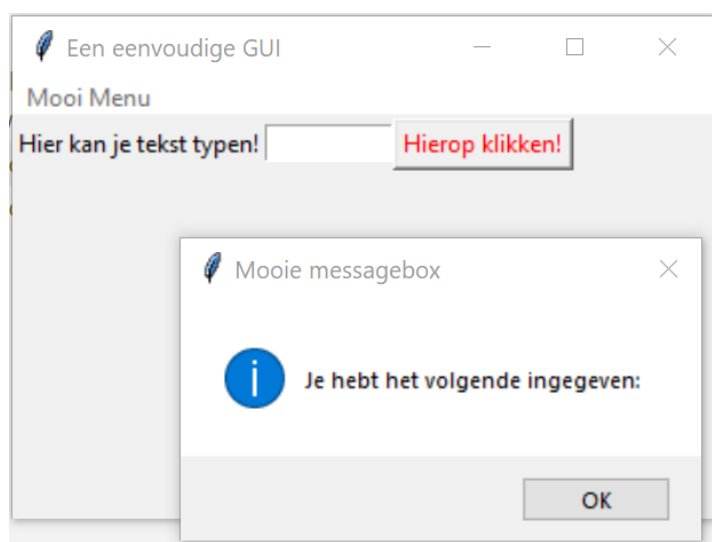 Een eenvoudige GUI
Mooi Menu
Hier kan je tekst typen! Hierop klikken!
Mooie messagebox
Je hebt het volgende ingegeven:
OK